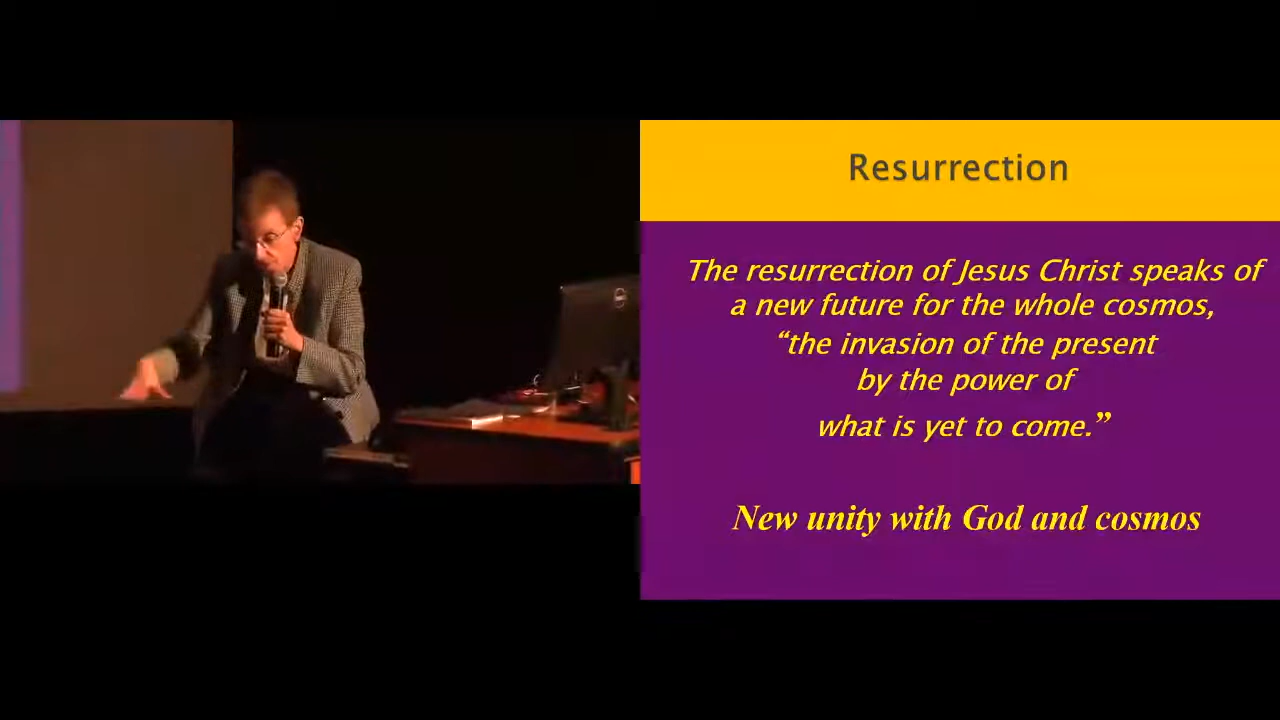 Resurrection
The resurrection of Jesus Christ speaks of
a new future for the whole cosmos,
“the invasion of the present
by the power of
what is yet to come.”
New unity with God and cosmos